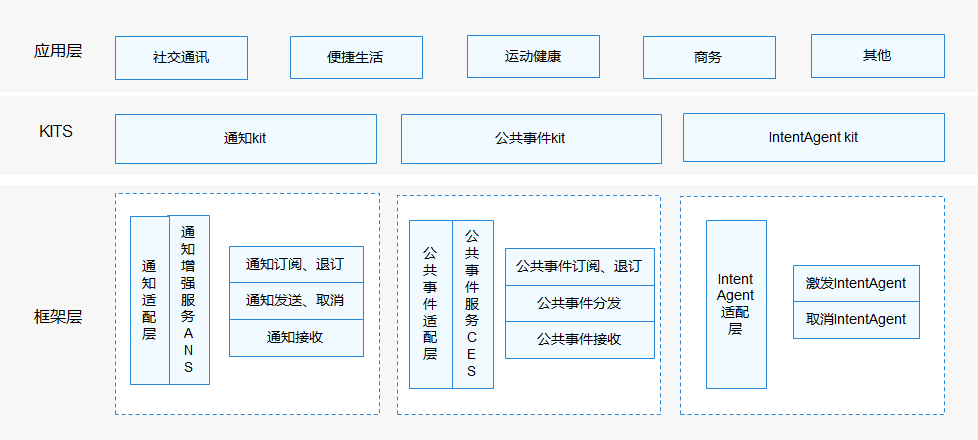 应用层
社交通讯
便捷生活
运动健康
商务
其他
KITS
通知kit
公共事件kit
IntentAgent kit
框架层
通知适配层
通知增强服务ANS
通知订阅、退订
通知发送、取消
通知接收
公共事件适配层
公共事件服务CES
公共事件订阅、退订
公共事件分发
公共事件接收
Intent
Agent
适配
层
激发IntentAgent
取消IntentAgent